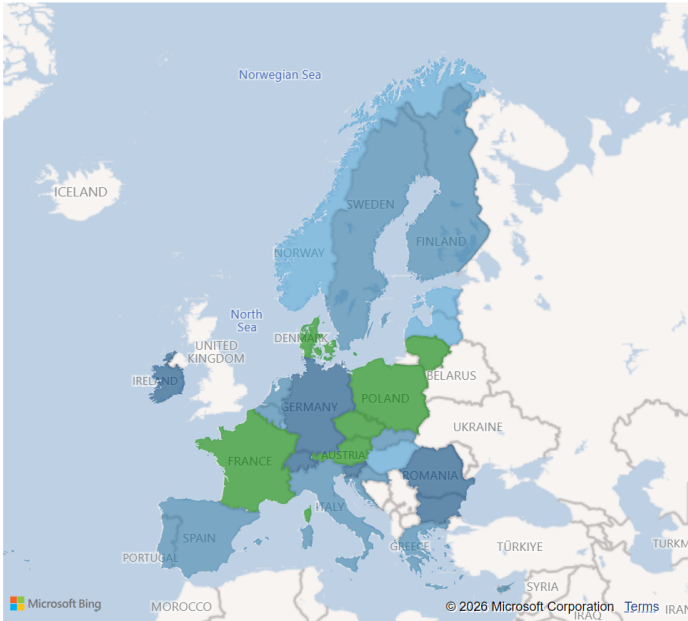 Norwegian Sea
ICELAND
SWEDEN
FINLAND
NORWAY
North
Sea
DENMARK
UNITED
KINGDOM
IRELAND
BELARUS
POLAND
GERMANY
UKRAINE
AUSTRIA
FRANCE
ROMANIA
ITALY
SPAIN
PORTUGAL
GREECE
TÜRKIYE
TURKM
SYRIA
MOROCCO
IRAQ
IRAN
Microsoft Bing
© 2026 Microsoft Corporation Terms